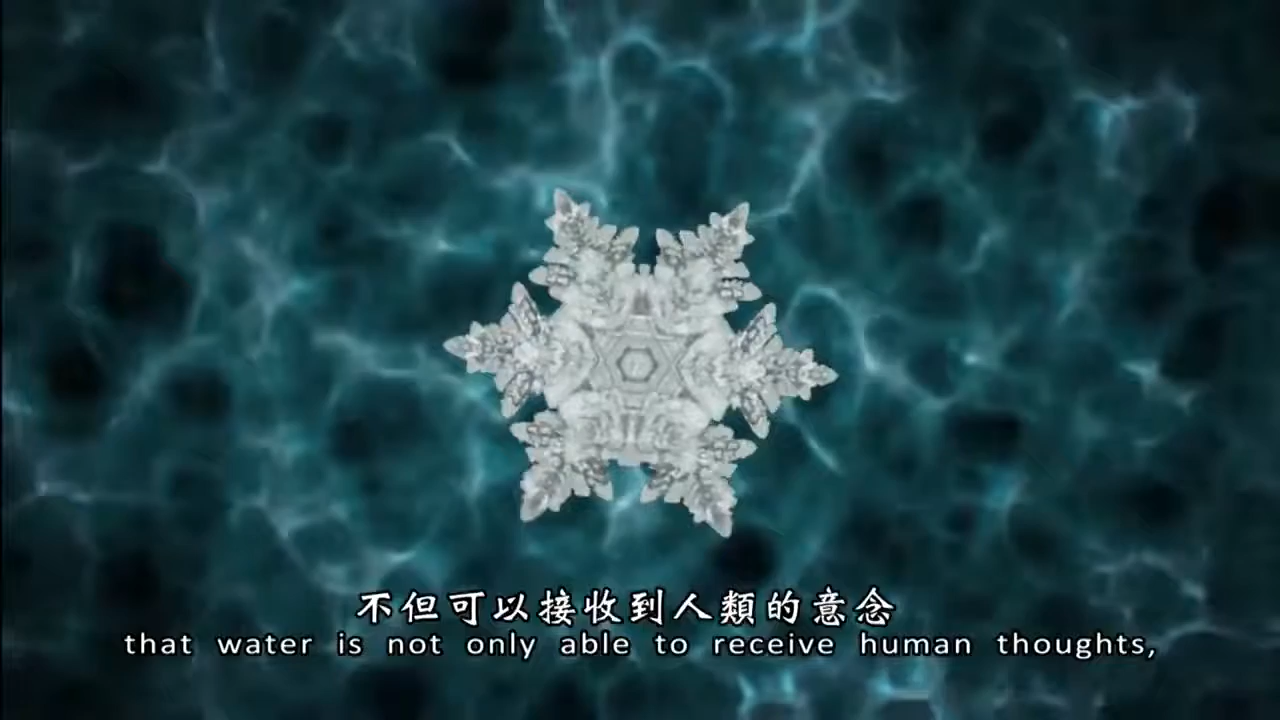 不但可以接收到人類的意念
that water is not only able to receive human thoughts,